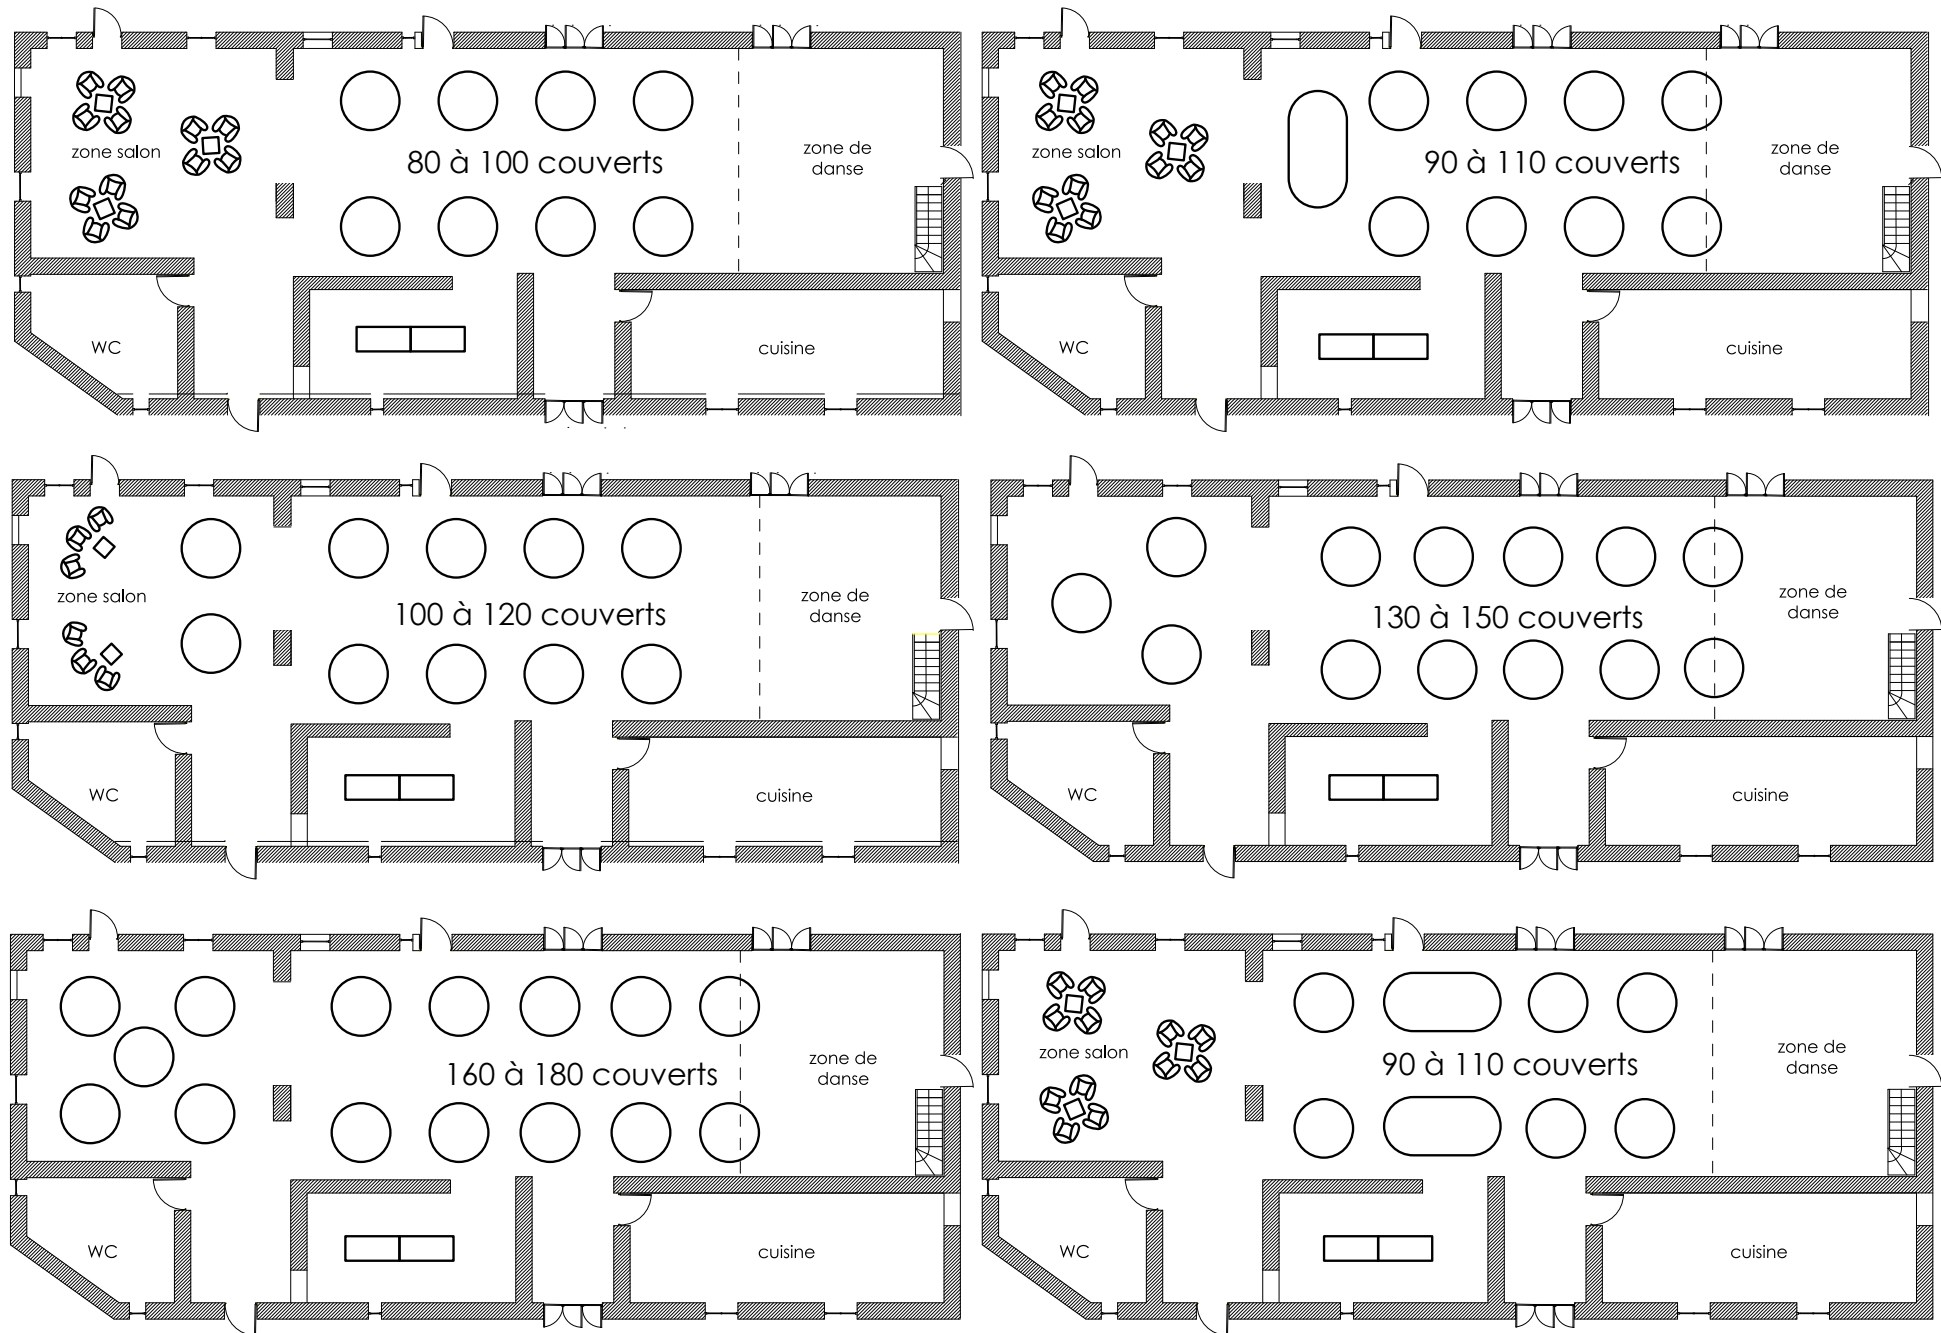 zone salon
80 à 100 couverts
zone de
danse
WC
cuisine
zone salon
90 à 110 couverts
zone de
danse
WC
cuisine
zone salon
100 à 120 couverts
zone de
danse
WC
cuisine
130 à 150 couverts
zone de
danse
WC
cuisine
160 à 180 couverts
zone de
danse
WC
cuisine
zone salon
90 à 110 couverts
zone de
danse
WC
cuisine